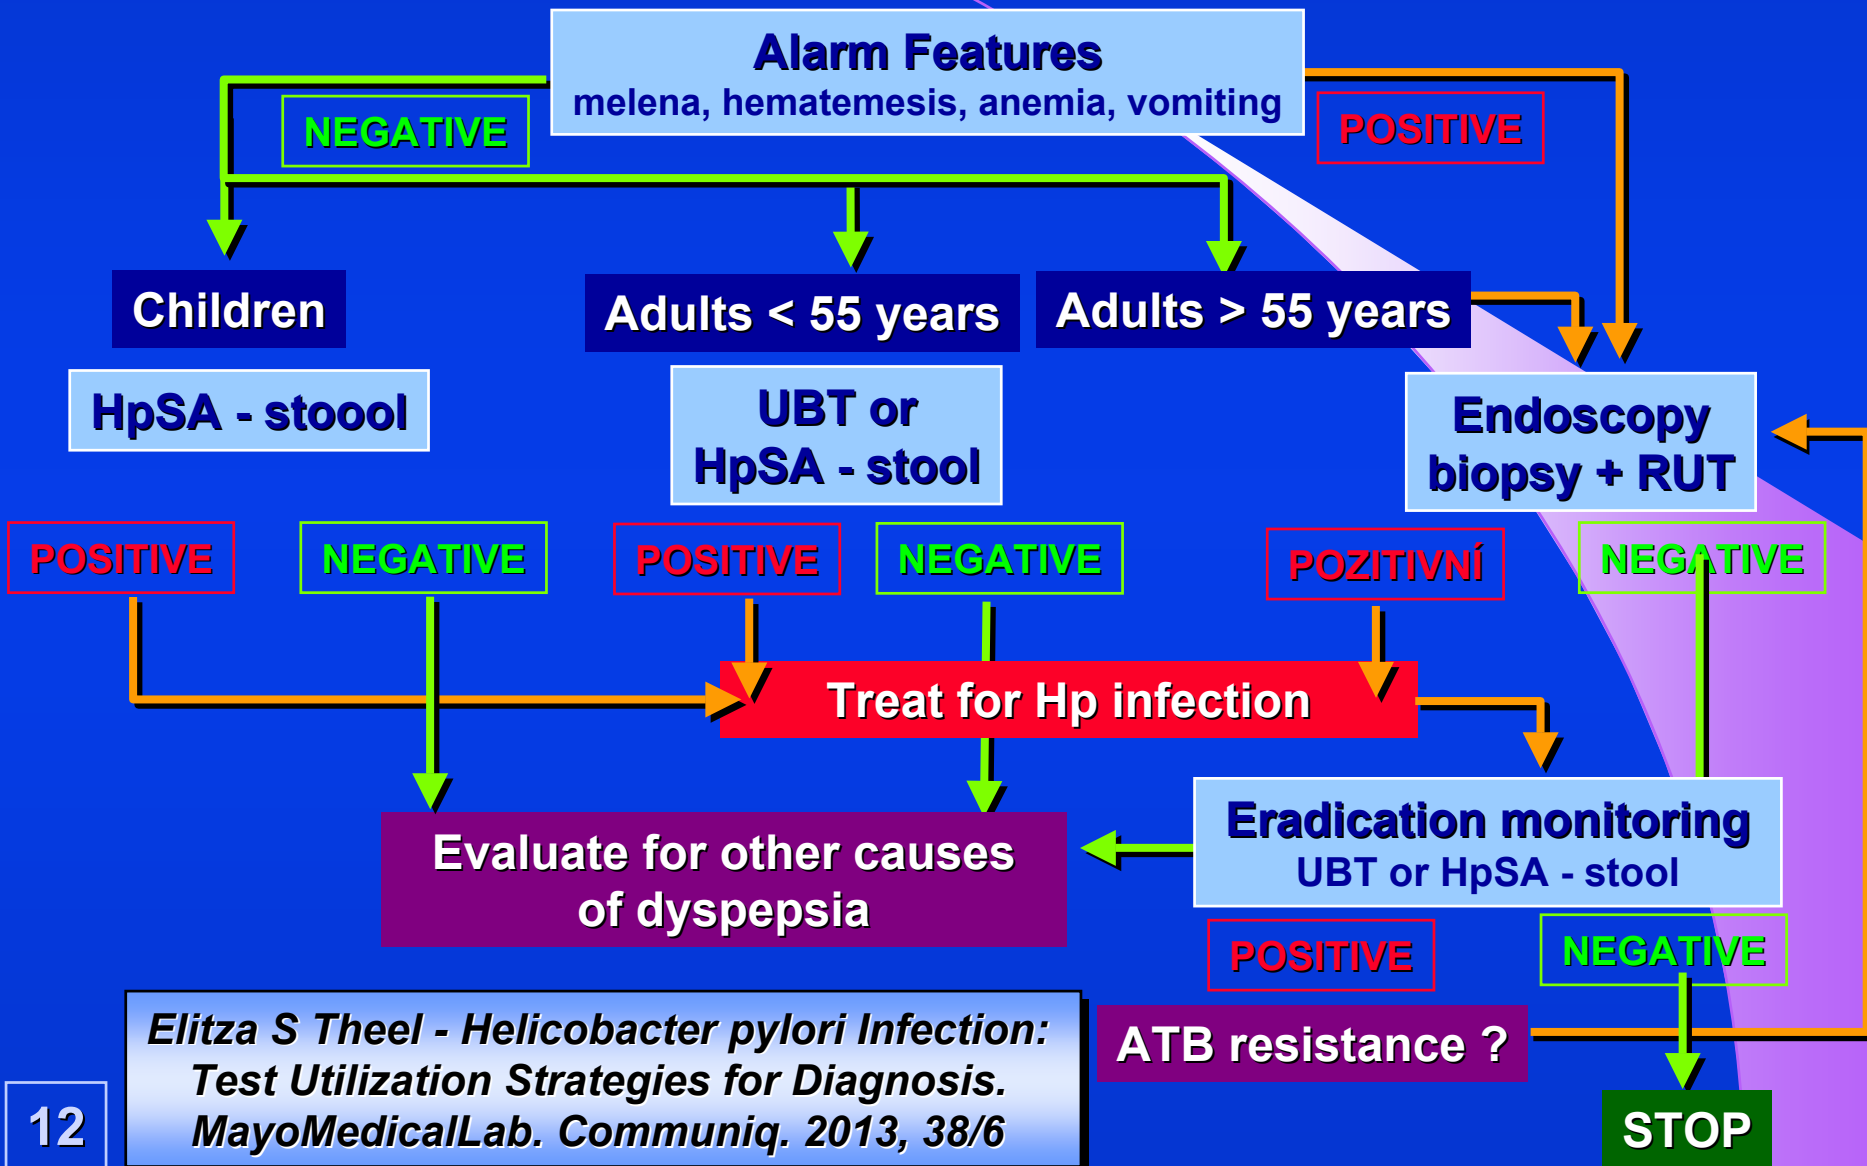 Alarm Features
melena, hematemesis, anemia, vomiting
NEGATIVE
POSITIVE
Children
Adults < 55 years
Adults > 55 years
HpSA - stoool
UBT or
HpSA - stool
Endoscopy
biopsy + RUT
POSITIVE
NEGATIVE
POSITIVE
NEGATIVE
POZITIVNÍ
NEGATIVE
Treat for Hp infection
Evaluate for other causes
of dyspepsia
Eradication monitoring
UBT or HpSA - stool
POSITIVE
NEGATIVE
ATB resistance ?
STOP
Elitza S Theel - Helicobacter pylori Infection:
Test Utilization Strategies for Diagnosis.
MayoMedicalLab. Communiq. 2013, 38/6
12